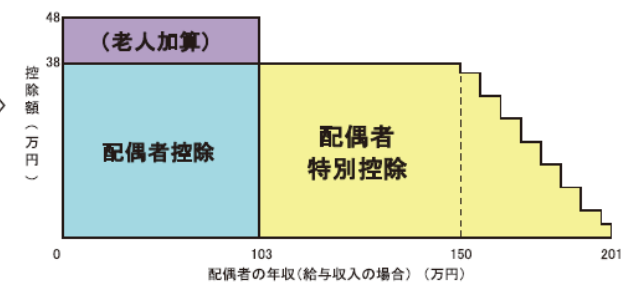 48
(老人加算)
38
控除額(万円)
配偶者控除
配偶者
特別控除
0
103
150
201
配偶者の年収(給与収入の場合)(万円)